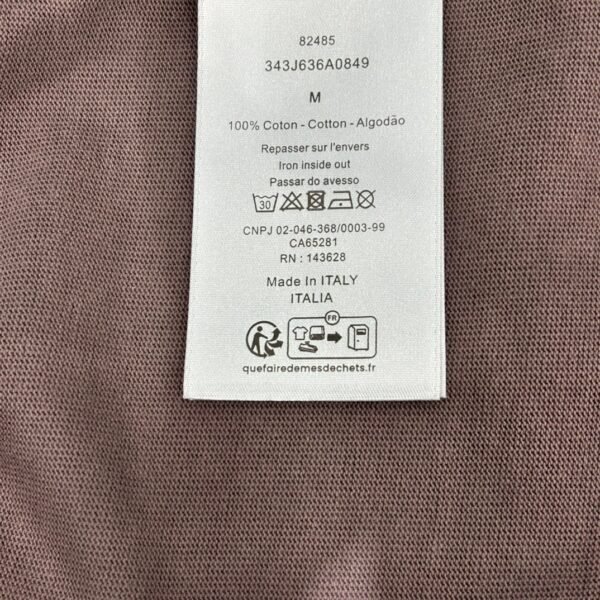 82485
343J636A0849
M
100% Coton - Cotton - Algodão
Repasser sur l'envers
Iron inside out
Passar do avesso
30
CNPJ 02-046-368/0003-99
CA65281
RN : 143628
Made In ITALY
ITALIA
FR
quefairedemesdechets.fr